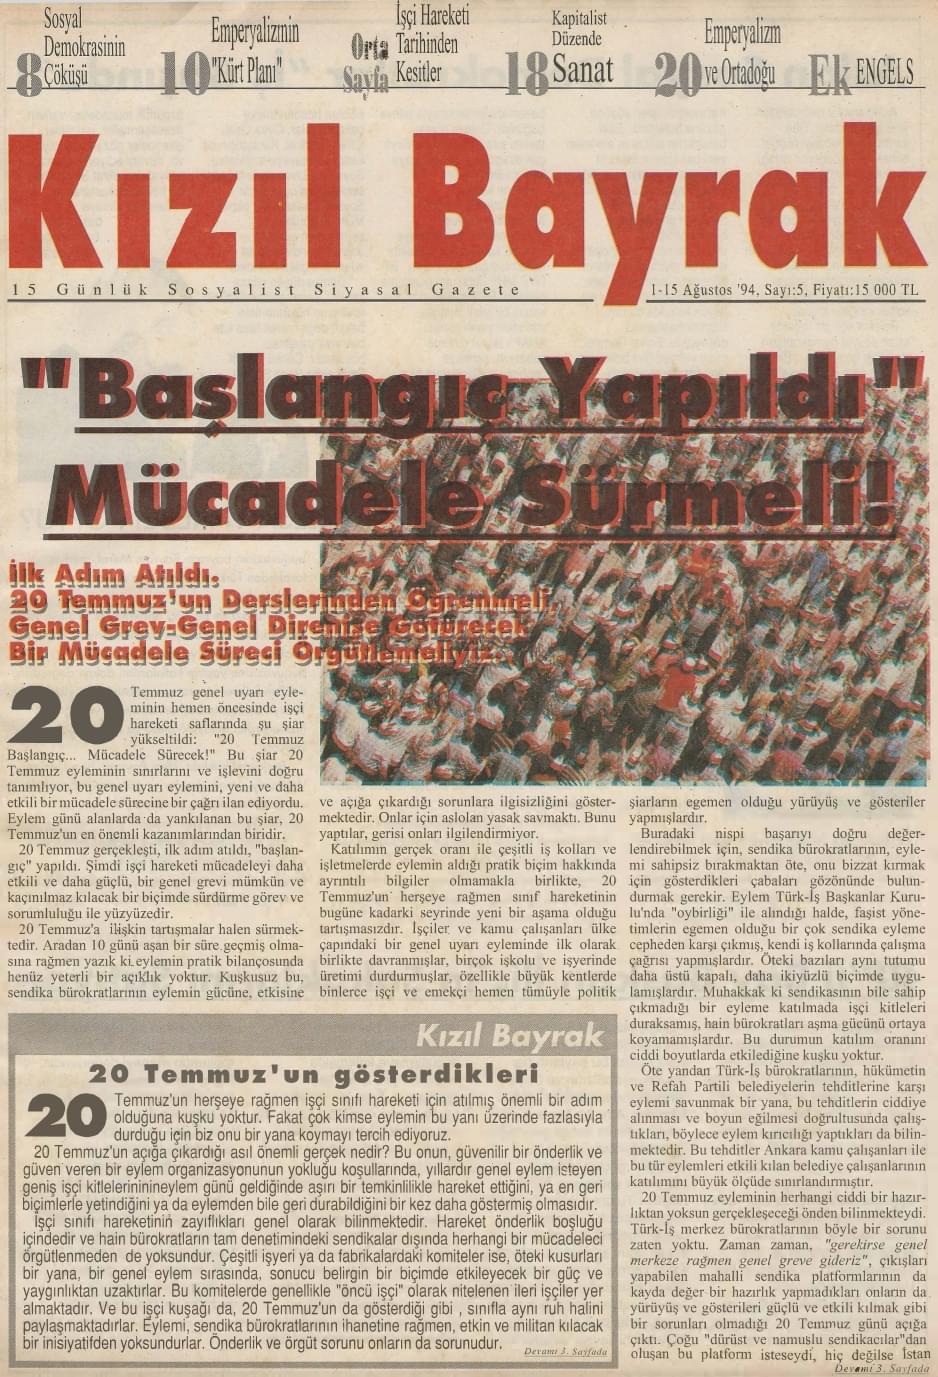 Sosyal
Demokrasinin
8 Çöküşü
Emperyalizmin
10 "Kürt Planı"
Orta
Sayfa
İşçi Hareketi
Tarihinden
Kesitler
Kapitalist
Düzende
18 Sanat
Emperyalizm
20 ve Ortadoğu
Ek ENGELS
Kızıl Bayrak
15 Günlük Sosyalist Siyasal Gazete
1-15 Ağustos '94, Sayı:5, Fiyatı:15 000 TL
"Başlangıç Yapıldı"
Mücadele Sürmeli!
İlk Adım Atıldı.
20 Temmuz'un Derslerinden Öğrenmeli,
Genel Grev-Genel Direnişe Götürecek
Bir Mücadele Süreci Örgütlemeliyiz.
20 Temmuz genel uyarı eyle-
minin hemen öncesinde işçi
hareketi saflarında şu şiar
yükseltildi: "20 Temmuz
Başlangıç... Mücadele Sürecek!" Bu şiar 20
Temmuz eyleminin sınırlarını ve işlevini doğru
tanımlıyor, bu genel uyarı eylemini, yeni ve daha
etkili bir mücadele sürecine bir çağrı ilan ediyordu.
Eylem günü alanlarda da yankılanan bu şiar, 20
Temmuz'un en önemli kazanımlarından biridir.
20 Temmuz gerçekleşti, ilk adım atıldı, "başlan-
gıç" yapıldı. Şimdi işçi hareketi mücadeleyi daha
etkili ve daha güçlü, bir genel grevi mümkün ve
kaçınılmaz kılacak bir biçimde sürdürme görev ve
sorumluluğu ile yüzyüzedir.
20 Temmuz'a ilişkin tartışmalar halen sürmek-
tedir. Aradan 10 günü aşan bir süre geçmiş olma-
sına rağmen yazık ki eylemin pratik bilançosunda
henüz yeterli bir açıklık yoktur. Kuşkusuz bu,
sendika bürokratlarının eylemin gücüne, etkisine
ve açığa çıkardığı sorunlara ilgisizliğini göster-
mektedir. Onlar için aslolan yasak savmaktı. Bunu
yaptılar, gerisi onları ilgilendirmiyor.
Katılımın gerçek oranı ile çeşitli iş kolları ve
işletmelerde eylemin aldığı pratik biçim hakkında
ayrıntılı bilgiler olmamakla birlikte, 20
Temmuz'un herşeye rağmen sınıf hareketinin
bugüne kadarki seyrinde yeni bir aşama olduğu
tartışmasızdır. İşçiler ve kamu çalışanları ülke
çapındaki bir genel uyarı eyleminde ilk olarak
birlikte davranmışlar, birçok işkolu ve işyerinde
üretimi durdurmuşlar, özellikle büyük kentlerde
binlerce işçi ve emekçi hemen tümüyle politik
şiarların egemen olduğu yürüyüş ve gösteriler
yapmışlardır.
Buradaki nispi başarıyı doğru değer-
lendirebilmek için, sendika bürokratlarının, eyle-
mi sahipsiz bırakmaktan öte, onu bizzat kırmak
için gösterdikleri çabaları gözönünde bulun-
durmak gerekir. Eylem Türk-İş Başkanlar Kuru-
lu'nda "oybirliği" ile alındığı halde, faşist yöne-
timlerin egemen olduğu bir çok sendika eyleme
cepheden karşı çıkmış, kendi iş kollarında çalışma
çağrısı yapmışlardır. Öteki bazıları aynı tutumu
daha üstü kapalı, daha ikiyüzlü biçimde uygu-
lamışlardır. Muhakkak ki sendikasının bile sahip
çıkmadığı bir eyleme katılmada işçi kitleleri
duraksamış, hain bürokratları aşma gücünü ortaya
koyamamışlardır. Bu durumun katılım oranını
ciddi boyutlarda etkilediğine kuşku yoktur.
Öte yandan Türk-İş bürokratlarının, hükümetin
ve Refah Partili belediyelerin tehditlerine karşı
eylemi savunmak bir yana, bu tehditlerin ciddiye
alınması ve boyun eğilmesi doğrultusunda çalış-
tıkları, böylece eylem kırıcılığı yaptıkları da bilin-
mektedir. Bu tehditler Ankara kamu çalışanları ile
bu tür eylemleri etkili kılan belediye çalışanlarının
katılımını büyük ölçüde sınırlandırmıştır.
20 Temmuz eyleminin herhangi ciddi bir hazır-
lıktan yoksun gerçekleşeceği önden bilinmekteydi.
Türk-İş merkez bürokratlarının böyle bir sorunu
zaten yoktu. Zaman zaman, "gerekirse genel
merkeze rağmen genel greve gideriz", çıkışları
yapabilen mahalli sendika platformlarının da
kayda değer bir hazırlık yapmadıkları onların da
yürüyüş ve gösterileri güçlü ve etkili kılmak gibi
bir sorunları olmadığı 20 Temmuz günü açığa
çıktı. Çoğu "dürüst ve namuslu sendikacılar"dan
oluşan bu platform isteseydi, hiç değilse İstan
Devamı 3. Sayfada
Kızıl Bayrak
20 Temmuz'un gösterdikleri
20 Temmuz'un herşeye rağmen işçi sınıfı hareketi için atılmış önemli bir adım
olduğuna kuşku yoktur. Fakat çok kimse eylemin bu yanı üzerinde fazlasıyla
durduğu için biz onu bir yana koymayı tercih ediyoruz.
20 Temmuz'un açığa çıkardığı asıl önemli gerçek nedir? Bu onun, güvenilir bir önderlik ve
güven veren bir eylem organizasyonunun yokluğu koşullarında, yıllardır genel eylem isteyen
geniş işçi kitlelerininineylem günü geldiğinde aşırı bir temkinlilikle hareket ettiğini, ya en geri
biçimlerle yetindiğini ya da eylemden bile geri durabildiğini bir kez daha göstermiş olmasıdır.
İşçi sınıfı hareketinin zayıflıkları genel olarak bilinmektedir. Hareket önderlik boşluğu
içindedir ve hain bürokratların tam denetimindeki sendikalar dışında herhangi bir mücadeleci
örgütlenmeden de yoksundur. Çeşitli işyeri ya da fabrikalardaki komiteler ise, öteki kusurları
bir yana, bir genel eylem sırasında, sonucu belirgin bir biçimde etkileyecek bir güç ve
yaygınlıktan uzaktırlar. Bu komitelerde genellikle "öncü işçi" olarak nitelenen ileri işçiler yer
almaktadır. Ve bu işçi kuşağı da, 20 Temmuz'un da gösterdiği gibi , sınıfla aynı ruh halini
paylaşmaktadırlar. Eylemi, sendika bürokratlarının ihanetine rağmen, etkin ve militan kılacak
bir inisiyatifden yoksundurlar. Önderlik ve örgüt sorunu onların da sorunudur.
Devamı 3. Sayfada